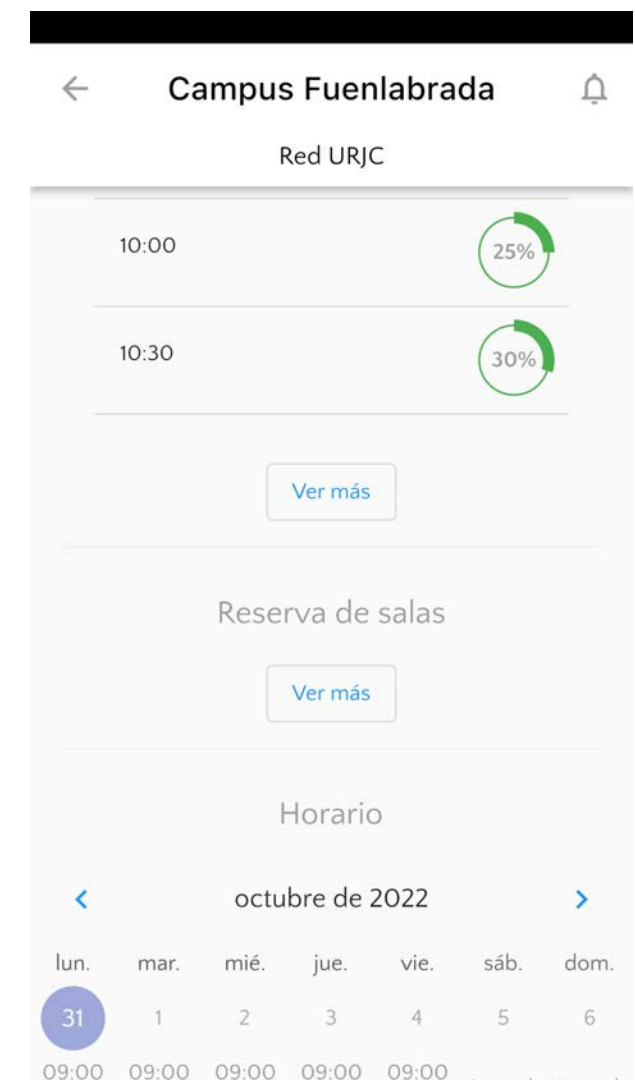 Campus Fuenlabrada
Red URJC
10:00 25%
10:30 30%
Ver más
Reserva de salas
Ver más
Horario
octubre de 2022
lun. mar. mié. jue. vie. sáb. dom.
31 1 2 3 4 5 6
09:00 09:00 09:00 09:00 09:00